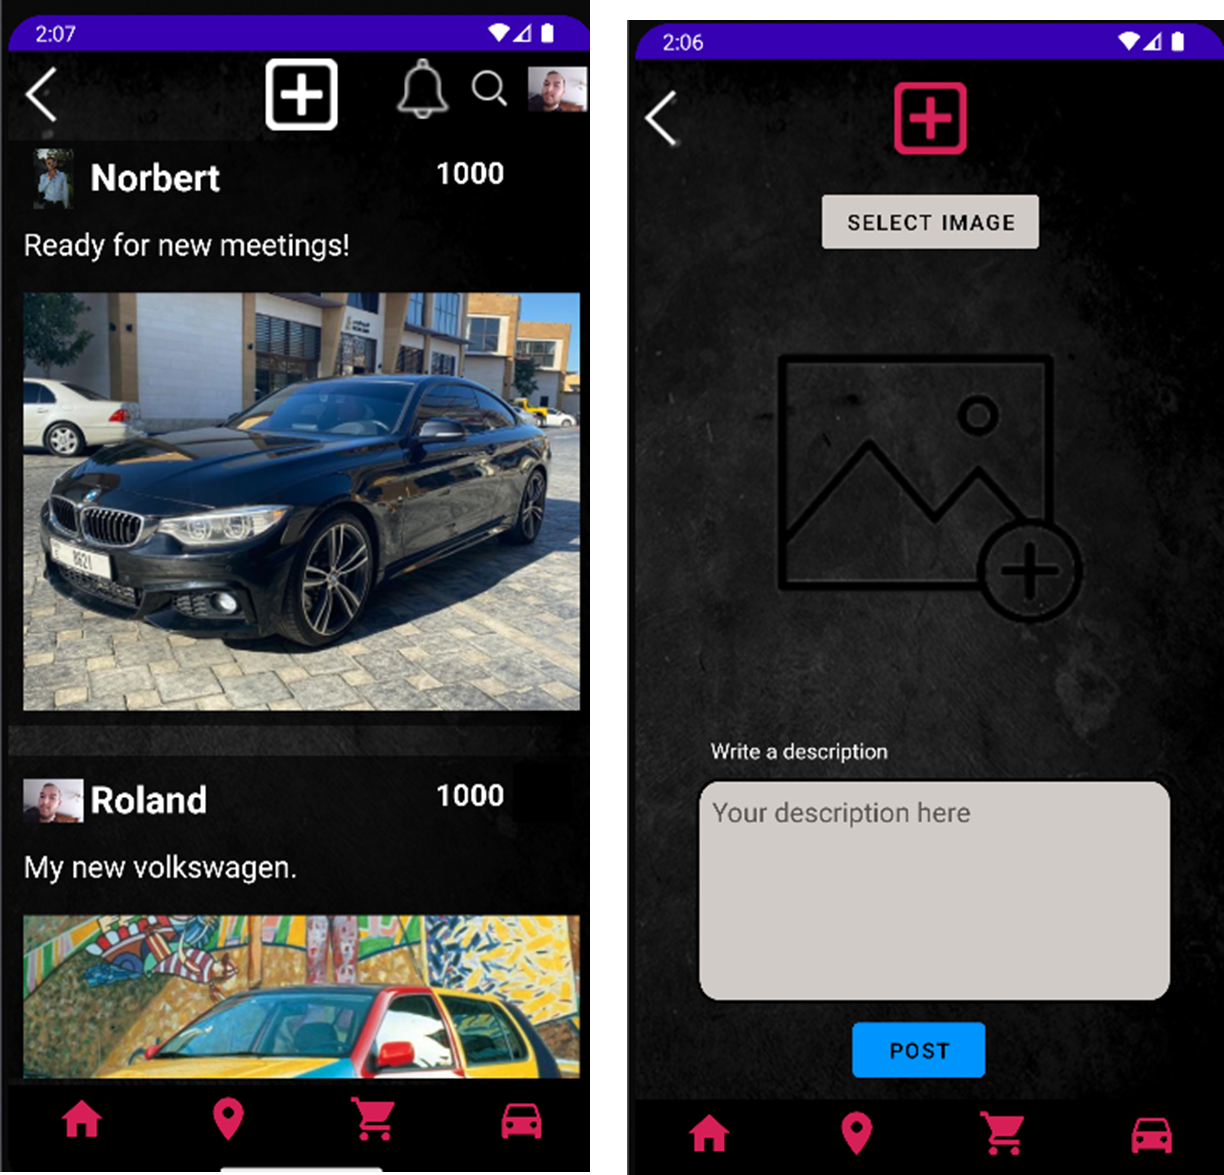 2:07
Norbert
1000
Ready for new meetings!
8621
Roland
1000
My new volkswagen.
2:06
SELECT IMAGE
Write a description
Your description here
POST